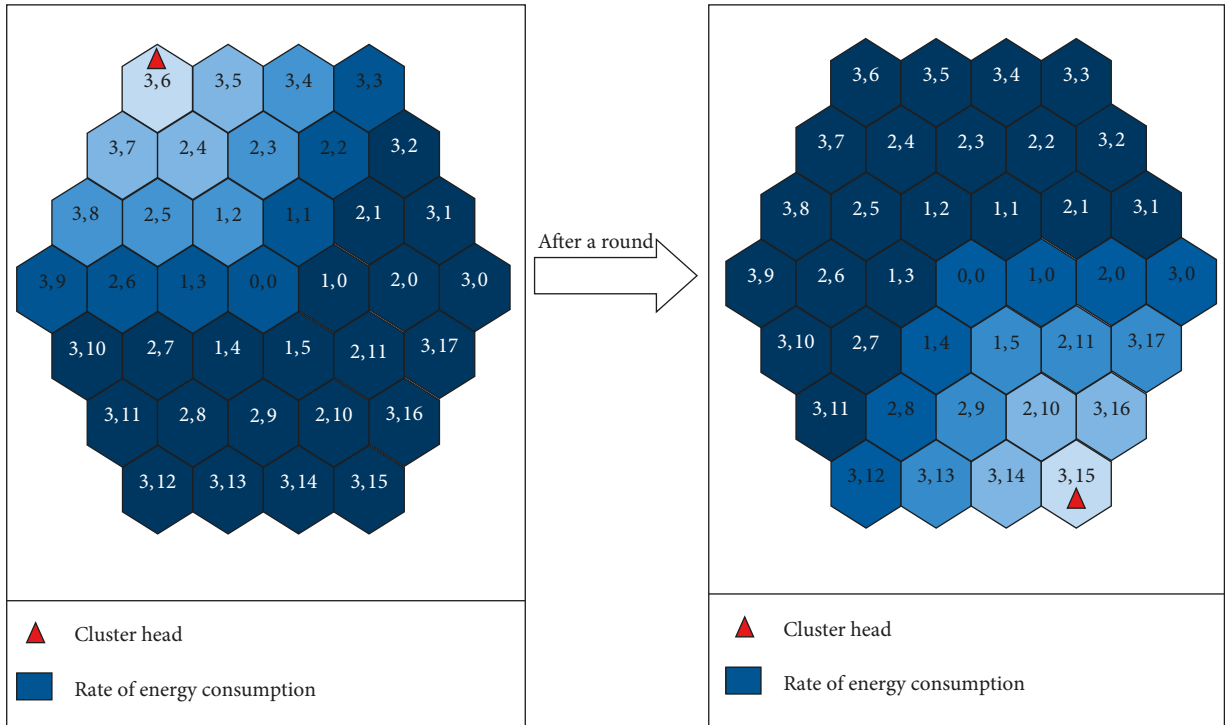 3, 6 3, 5 3, 4 3, 3
3, 7 2, 4 2, 3 2, 2 3, 2
3, 8 2, 5 1, 2 1, 1 2, 1 3, 1
3, 9 2, 6 1, 3 0, 0 1, 0 2, 0 3, 0
3, 10 2, 7 1, 4 1, 5 2, 11 3, 17
3, 11 2, 8 2, 9 2, 10 3, 16
3, 12 3, 13 3, 14 3, 15
Cluster head
Rate of energy consumption
After a round
3, 6 3, 5 3, 4 3, 3
3, 7 2, 4 2, 3 2, 2 3, 2
3, 8 2, 5 1, 2 1, 1 2, 1 3, 1
3, 9 2, 6 1, 3 0, 0 1, 0 2, 0 3, 0
3, 10 2, 7 1, 4 1, 5 2, 11 3, 17
3, 11 2, 8 2, 9 2, 10 3, 16
3, 12 3, 13 3, 14 3, 15
Cluster head
Rate of energy consumption